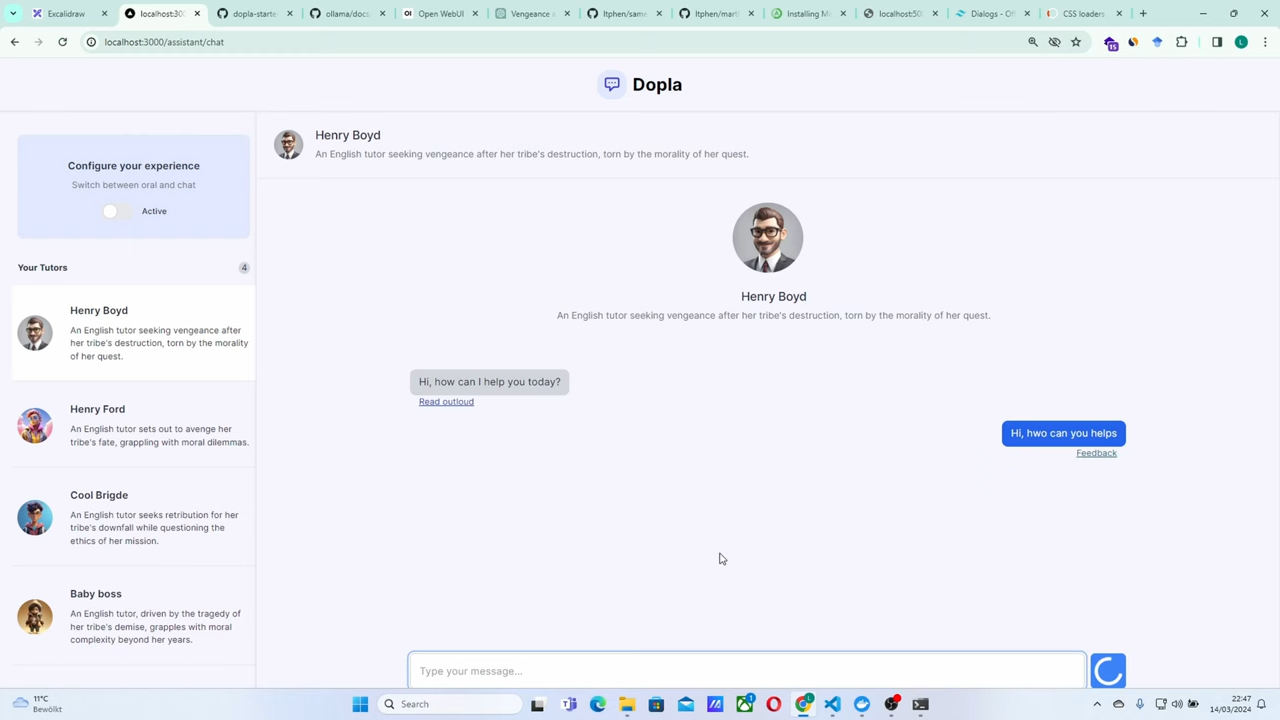 Excalidraw
localhost:300
dopla-starte
ollama/docs
Open WebUI
Vengeance a
ltphen/same
ltphen/mart
Installing M
localhost:50
Dialogs - Off
CSS loaders
localhost:3000/assistant/chat
15
L
Dopla
Configure your experience
Switch between oral and chat
Active
Your Tutors
4
Henry Boyd
An English tutor seeking vengeance after
her tribe's destruction, torn by the morality
of her quest.
Henry Ford
An English tutor sets out to avenge her
tribe's fate, grappling with moral dilemmas.
Cool Brigde
An English tutor seeks retribution for her
tribe's downfall while questioning the
ethics of her mission.
Baby boss
An English tutor, driven by the tragedy of
her tribe's demise, grapples with moral
complexity beyond her years.
Henry Boyd
An English tutor seeking vengeance after her tribe's destruction, torn by the morality of her quest.
Henry Boyd
An English tutor seeking vengeance after her tribe's destruction, torn by the morality of her quest.
Hi, how can I help you today?
Read outloud
Hi, hwo can you helps
Feedback
Type your message...
11°C
Bewölkt
Search
1
22:47
14/03/2024